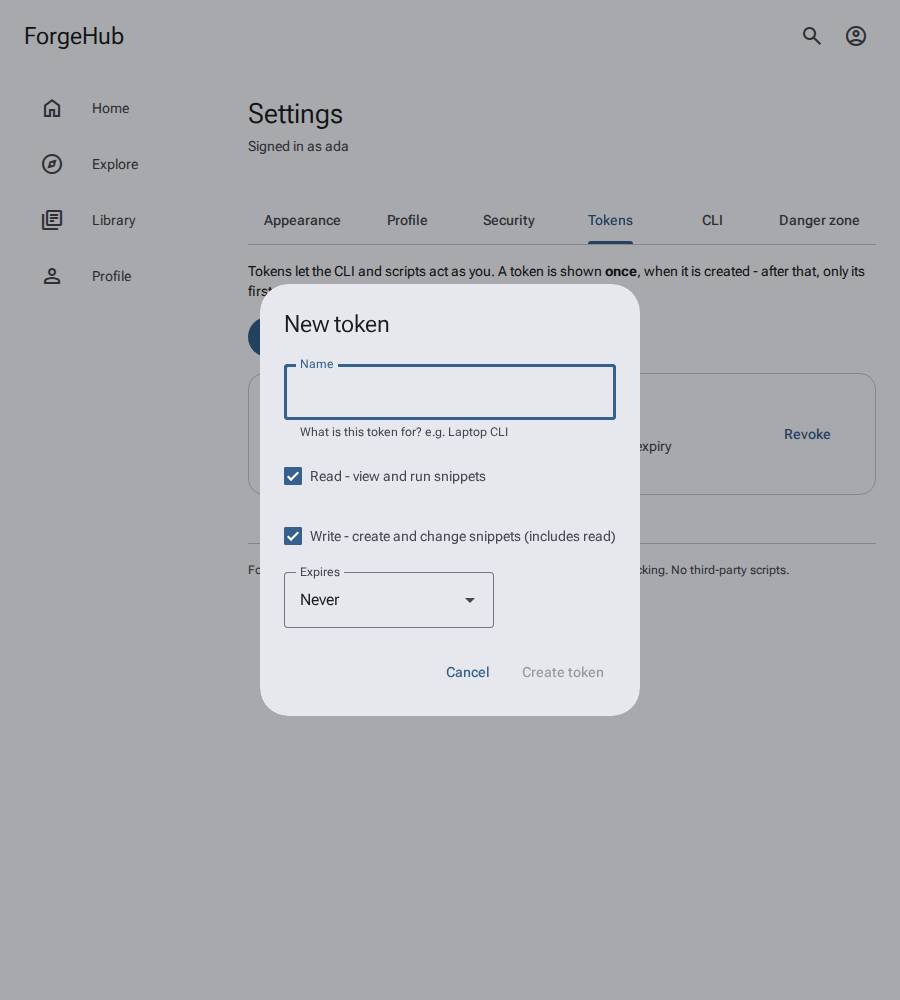 ForgeHub
Home
Explore
Library
Profile
Settings
Signed in as ada
Appearance
Profile
Security
Tokens
CLI
Danger zone
Tokens let the CLI and scripts act as you. A token is shown once, when it is created - after that, only its
first
New token
Name
What is this token for? e.g. Laptop CLI
Read - view and run snippets
Write - create and change snippets (includes read)
Expires
Never
Cancel
Create token
expiry
Revoke
No third-party scripts.